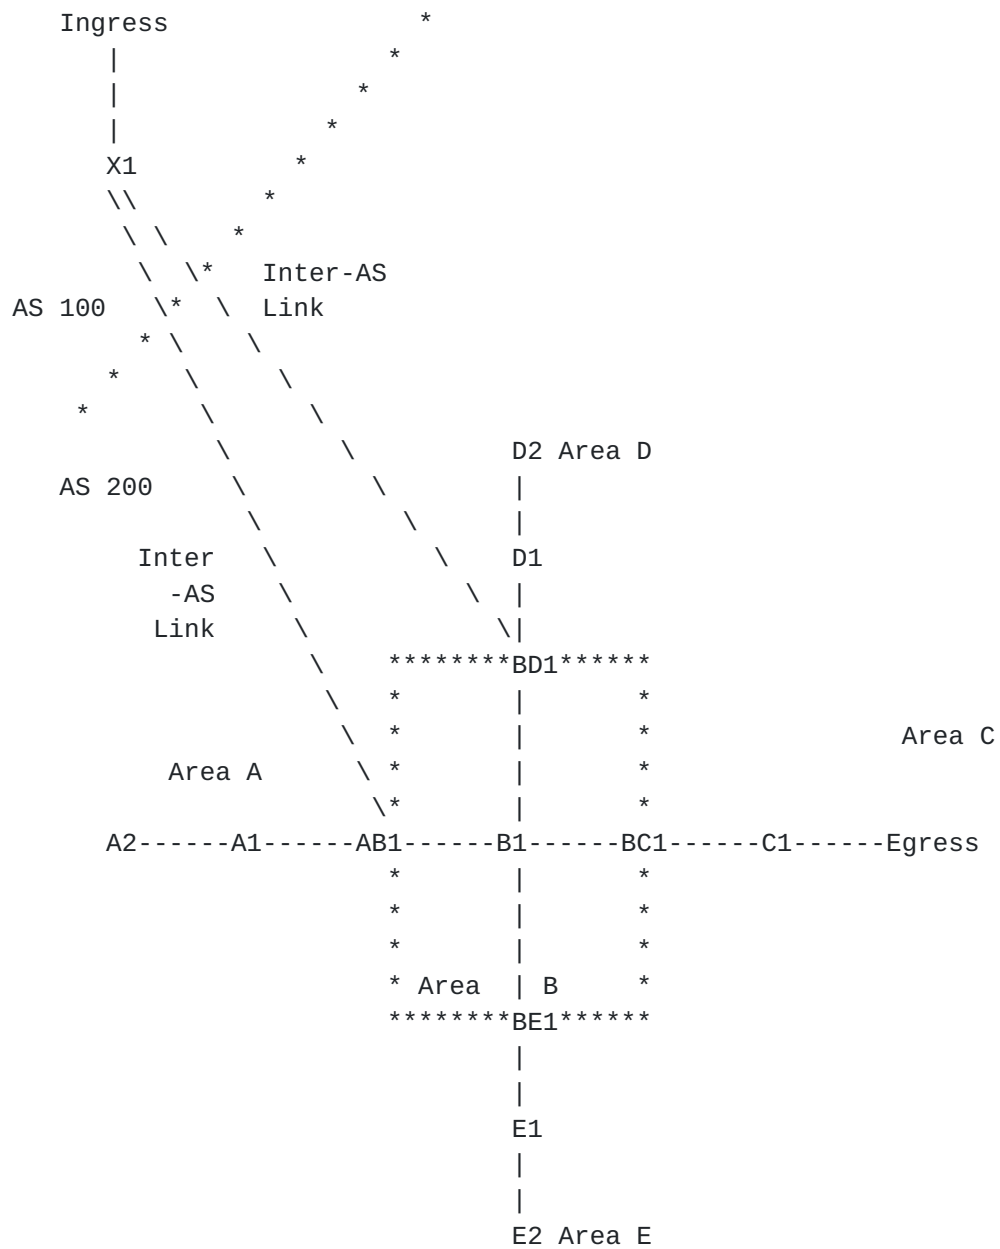 Ingress                *
|                 *
|               *
|             *
X1          *
\\        *
\ \    *
\  \*   Inter-AS
AS 100   \*  \  Link
* \    \
*    \     \
*       \      \
\       \          D2 Area D
AS 200     \        \        |
\         \      |
Inter   \          \    D1
-AS    \           \  |
Link     \            \|
\    ********BD1******
\   *       |       *
\  *       |       *                Area C
Area A      \ *       |       *
\*       |       *
A2------A1------AB1------B1------BC1------C1------Egress
*       |       *
*       |       *
*       |       *
* Area  | B     *
********BE1******
|
|
E1
|
|
E2 Area E